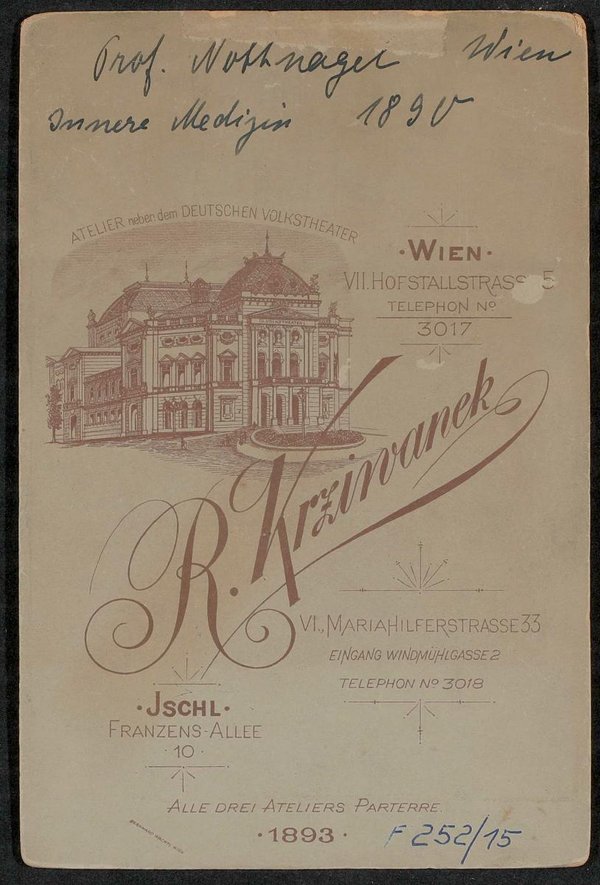 Prof. Nothnagel Wien
Innere Medizin 1890
ATELIER neben dem DEUTSCHEN VOLKSTHEATER
· WIEN ·
VII. HOFSTALLSTRASSE 5
TELEPHON No
3017
R. Krziwanek
VI., MARIAHILFERSTRASSE 33
EINGANG WINDMÜHLGASSE 2
TELEPHON No 3018
· JSCHL ·
FRANZENS-ALLEE
· 10 ·
ALLE DREI ATELIERS PARTERRE.
· 1893 ·
F 252/15